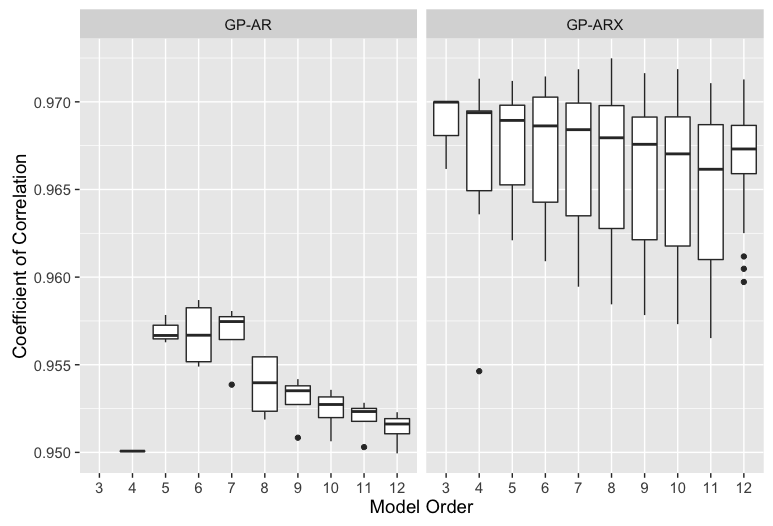 GP-AR GP-ARX
Coefficient of Correlation
0.970
0.965
0.960
0.955
0.950
3 4 5 6 7 8 9 10 11 12 3 4 5 6 7 8 9 10 11 12
Model Order